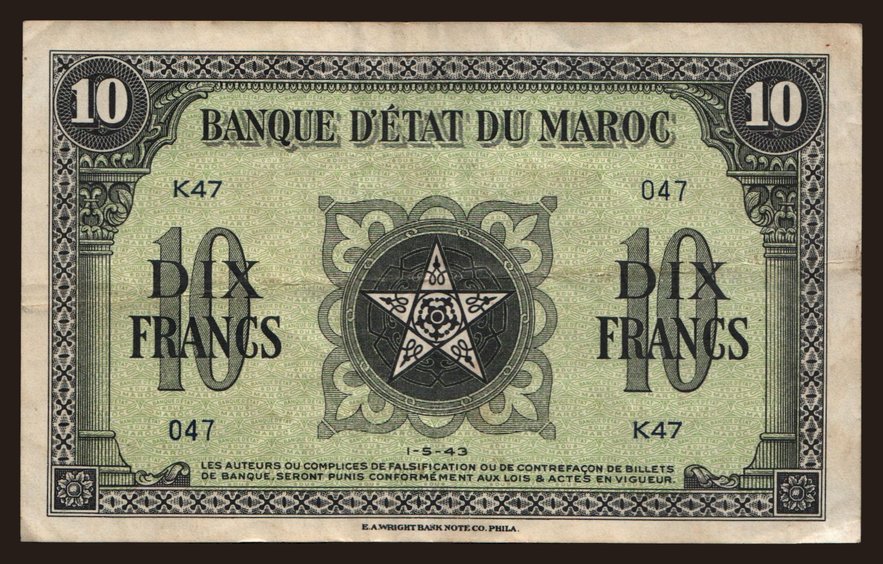 10 10
BANQUE D'ÉTAT DU MAROC
K47 047
10 10
DIX DIX
FRANCS FRANCS
047 K47
1-5-43
LES AUTEURS OU COMPLICES DE FALSIFICATION OU DE CONTREFAÇON DE BILLETS
DE BANQUE, SERONT PUNIS CONFORMÉMENT AUX LOIS & ACTES EN VIGUEUR.
E.A. WRIGHT BANK NOTE CO. PHILA.